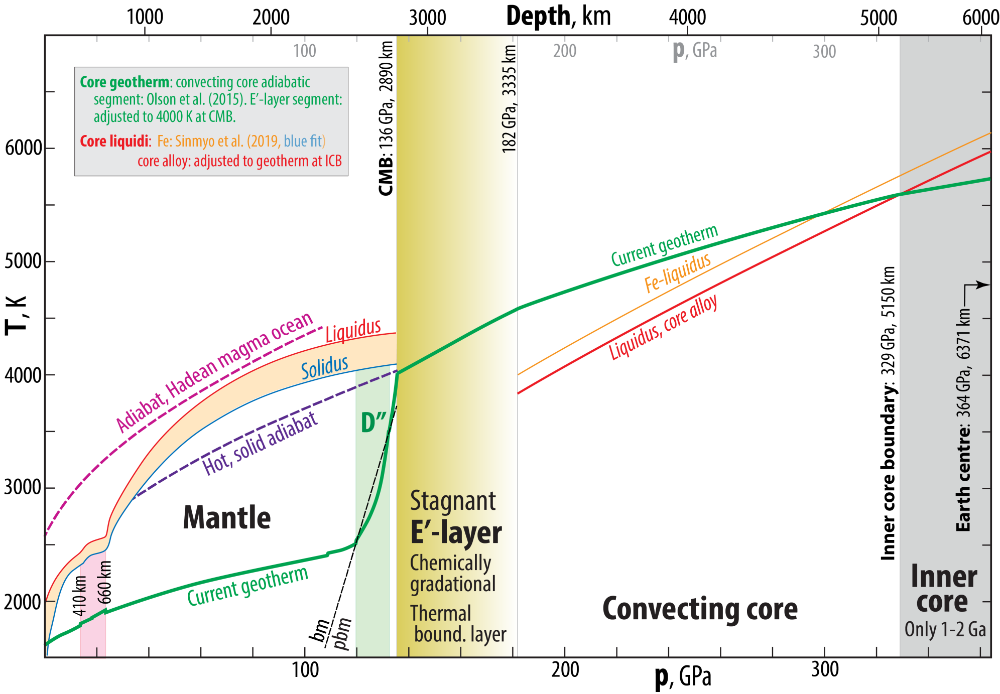 1000
2000
3000
Depth, km
4000
5000
6000
100
200
p, GPa
300
Core geotherm: convecting core adiabatic
segment: Olson et al. (2015). E′-layer segment:
adjusted to 4000 K at CMB.
Core liquidi: Fe: Sinmyo et al. (2019, blue fit)
core alloy: adjusted to geotherm at ICB
CMB: 136 GPa, 2890 km
182 GPa, 3335 km
6000
5000
4000
3000
2000
T, K
Current geotherm
Fe-liquidus
Liquidus, core alloy
Inner core boundary: 329 GPa, 5150 km
Earth centre: 364 GPa, 6371 km
Adiabat, Hadean magma ocean
Liquidus
Solidus
Hot, solid adiabat
D″
Mantle
Stagnant
E′-layer
Chemically
gradational
Thermal
bound. layer
410 km
660 km
Current geotherm
bm
pbm
Convecting core
Inner
core
Only 1-2 Ga
100
200
p, GPa
300